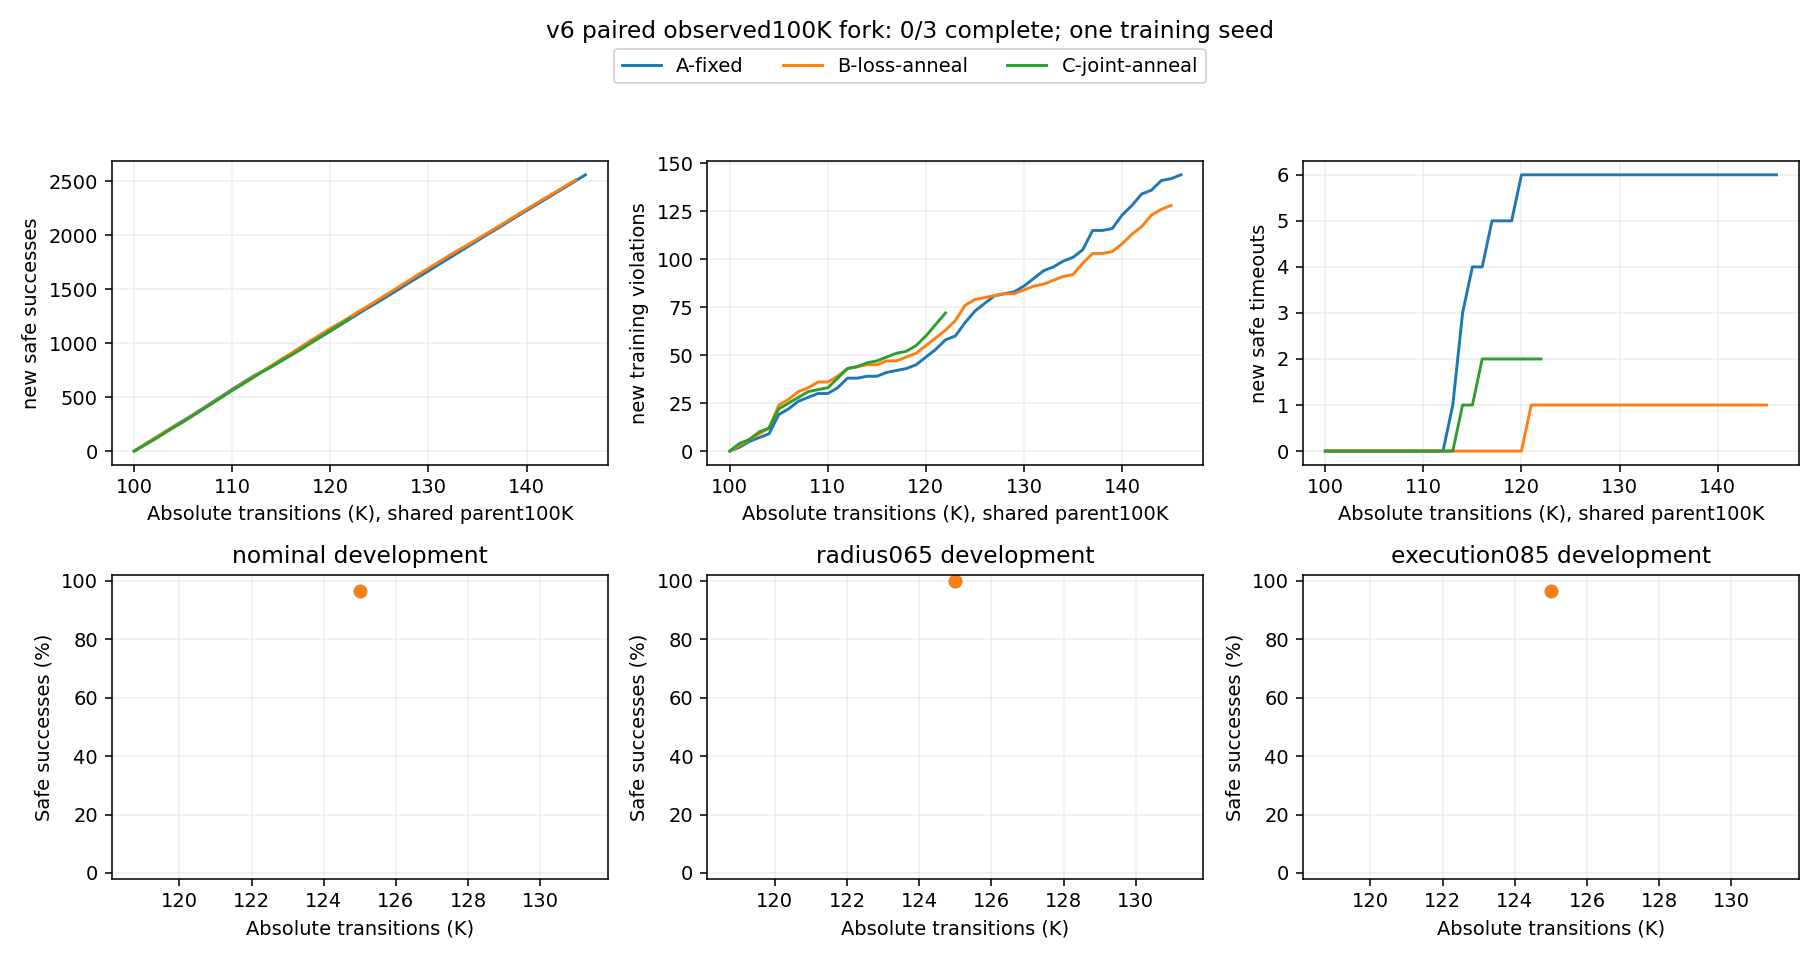 v6 paired observed100K fork: 0/3 complete; one training seed
A-fixed B-loss-anneal C-joint-anneal
new safe successes
2500
2000
1500
1000
500
0
100 110 120 130 140
Absolute transitions (K), shared parent100K
new training violations
150
125
100
75
50
25
0
100 110 120 130 140
Absolute transitions (K), shared parent100K
new safe timeouts
6
5
4
3
2
1
0
100 110 120 130 140
Absolute transitions (K), shared parent100K
nominal development
Safe successes (%)
100
80
60
40
20
0
120 122 124 126 128 130
Absolute transitions (K)
radius065 development
Safe successes (%)
100
80
60
40
20
0
120 122 124 126 128 130
Absolute transitions (K)
execution085 development
Safe successes (%)
100
80
60
40
20
0
120 122 124 126 128 130
Absolute transitions (K)